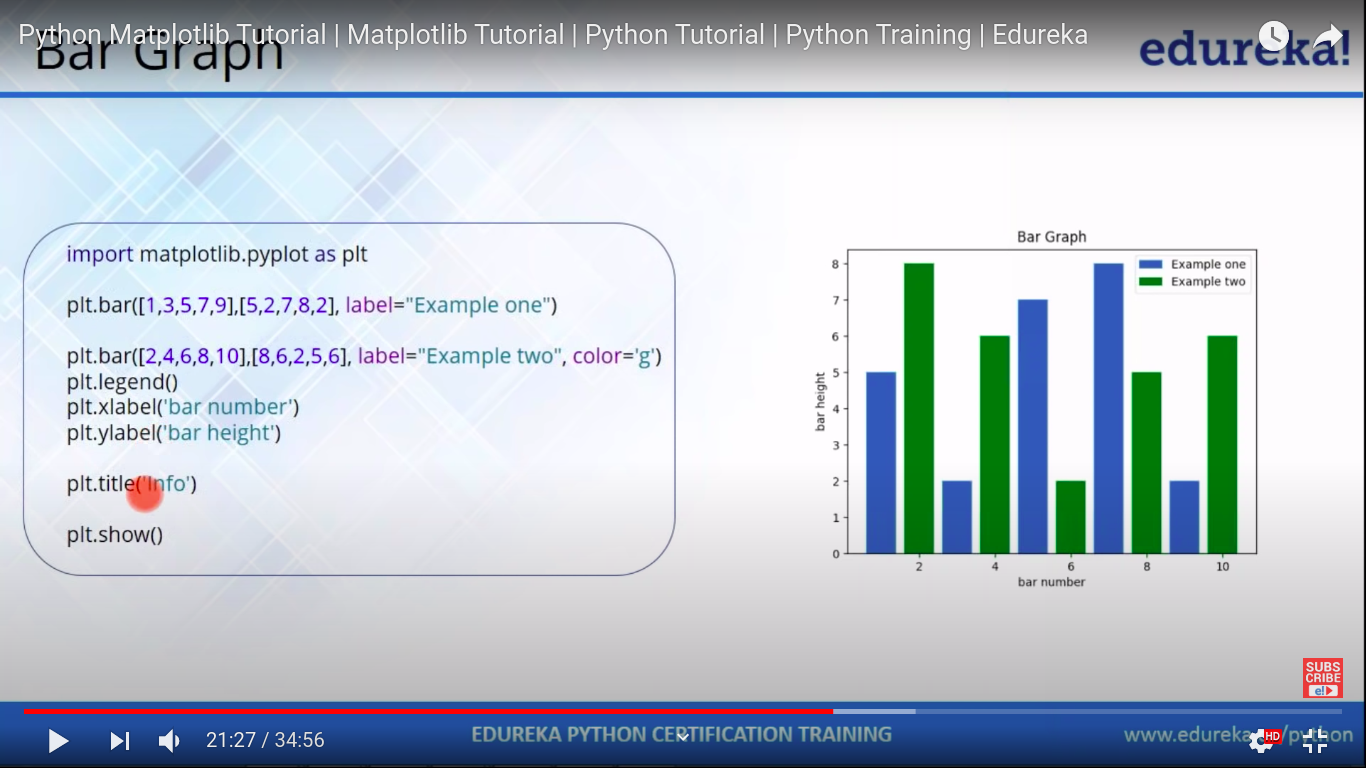 Python Matplotlib Tutorial | Matplotlib Tutorial | Python Tutorial | Python Training | Edureka
Bar Graph
edureka!
import matplotlib.pyplot as plt
plt.bar([1,3,5,7,9],[5,2,7,8,2], label="Example one")
plt.bar([2,4,6,8,10],[8,6,2,5,6], label="Example two", color='g')
plt.legend()
plt.xlabel('bar number')
plt.ylabel('bar height')
plt.title('Info')
plt.show()
Bar Graph
Example one
Example two
8
7
6
5
4
3
2
1
0
bar height
2 4 6 8 10
bar number
SUBS
CRIBE
e!
21:27 / 34:56
EDUREKA PYTHON CERTIFICATION TRAINING
www.edureka.co/python
HD